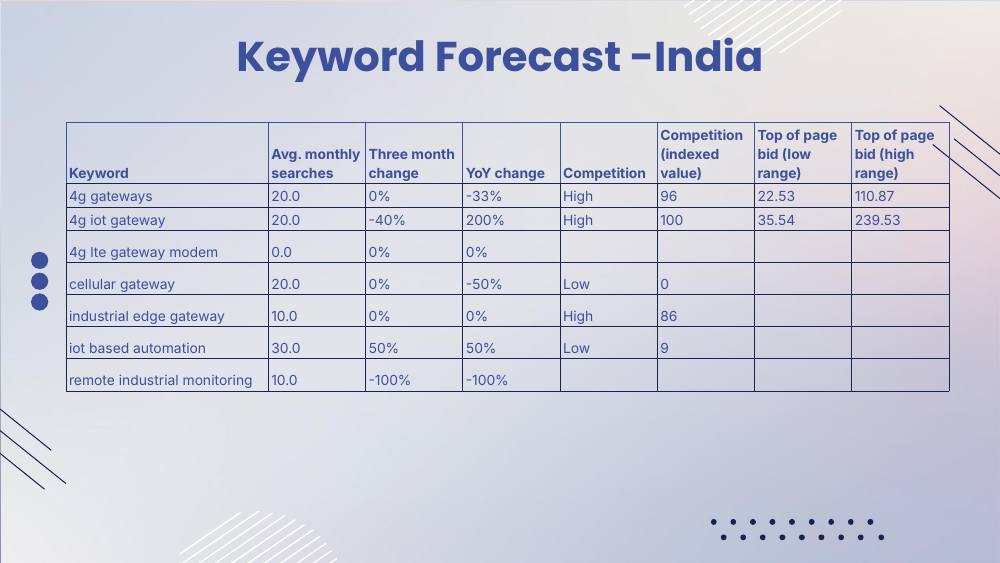 Keyword Forecast -India
Keyword Avg. monthly searches Three month change YoY change Competition Competition (indexed value) Top of page bid (low range) Top of page bid (high range)
4g gateways 20.0 0% -33% High 96 22.53 110.87
4g iot gateway 20.0 -40% 200% High 100 35.54 239.53
4g lte gateway modem 0.0 0% 0%
cellular gateway 20.0 0% -50% Low 0
industrial edge gateway 10.0 0% 0% High 86
iot based automation 30.0 50% 50% Low 9
remote industrial monitoring 10.0 -100% -100%